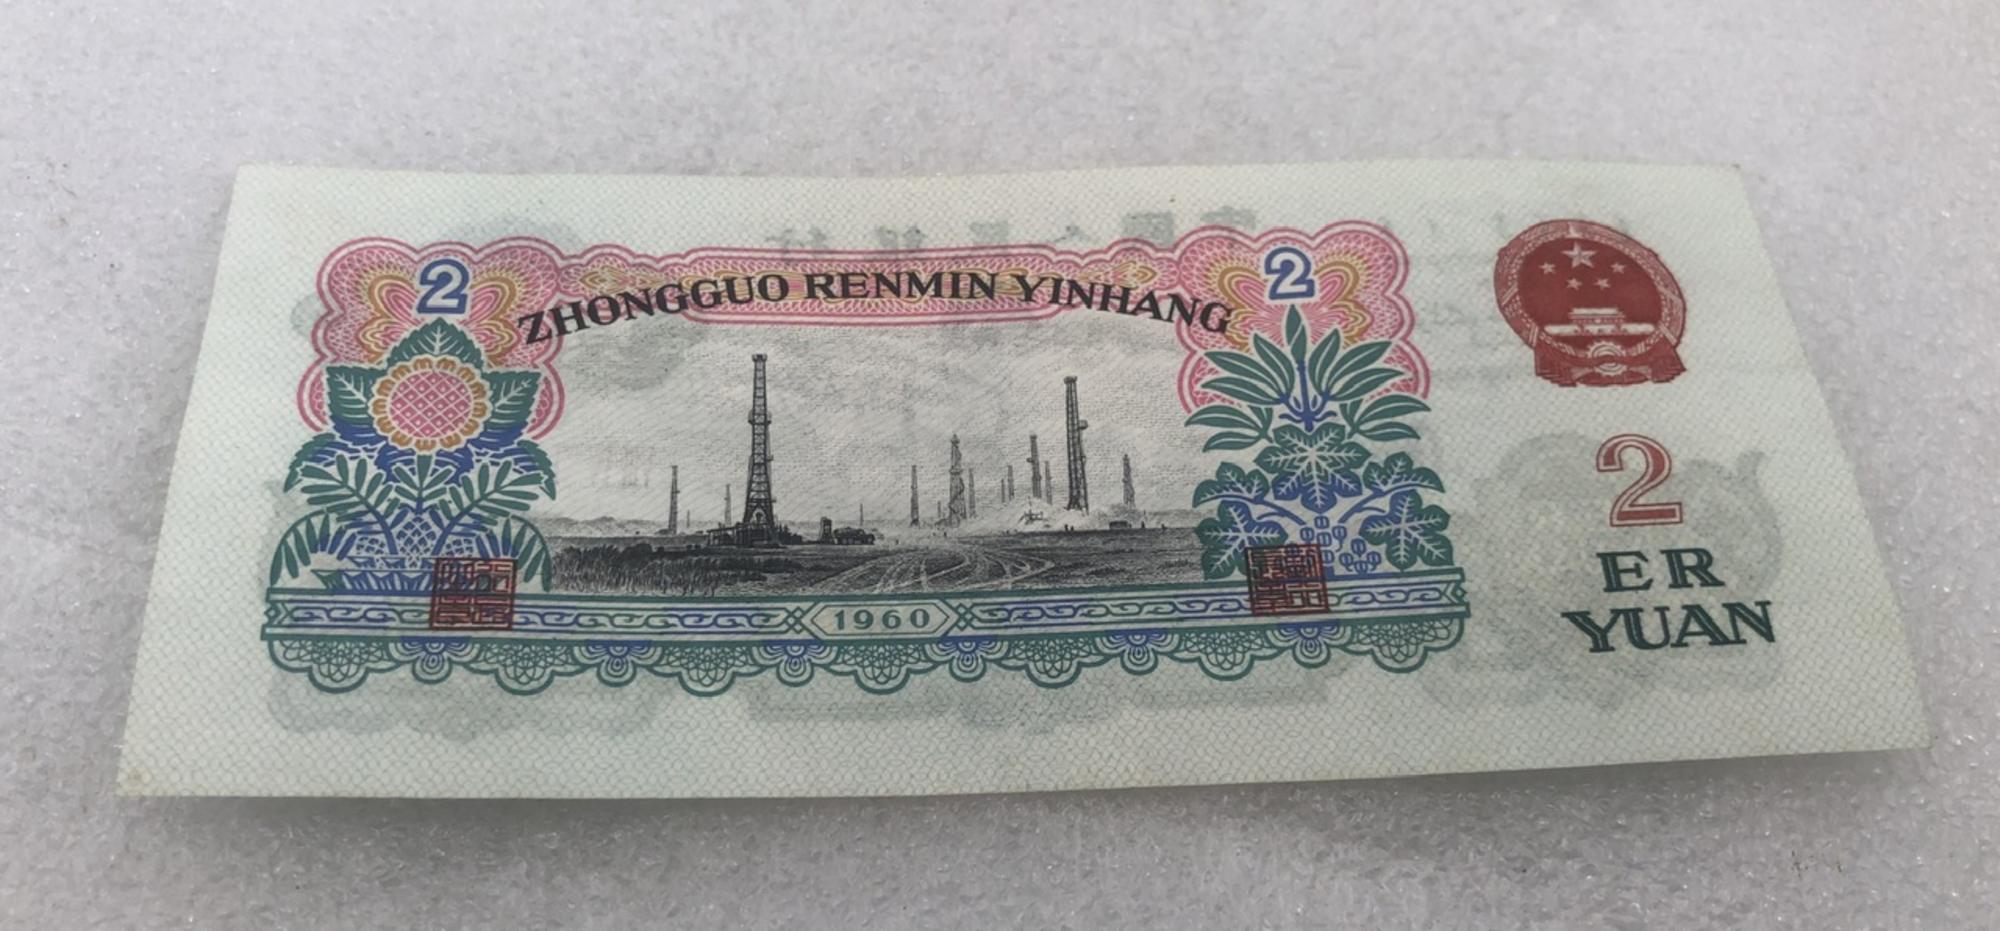 2
2
ZHONGGUO RENMIN YINHANG
1960
2
ER
YUAN